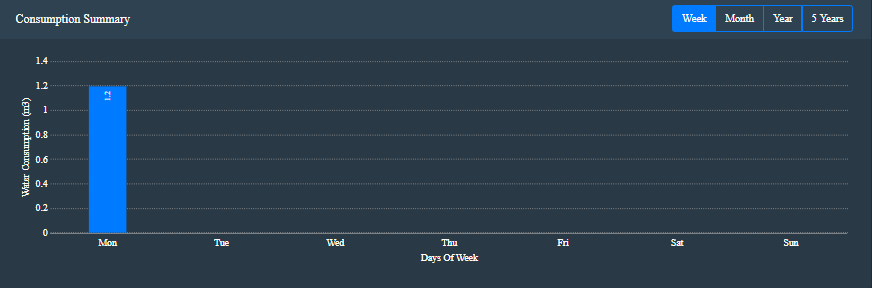 Consumption Summary
Week Month Year 5 Years
1.4
1.2
1
0.8
0.6
0.4
0.2
0
Water Consumption (m3)
1.2
Mon Tue Wed Thu Fri Sat Sun
Days Of Week